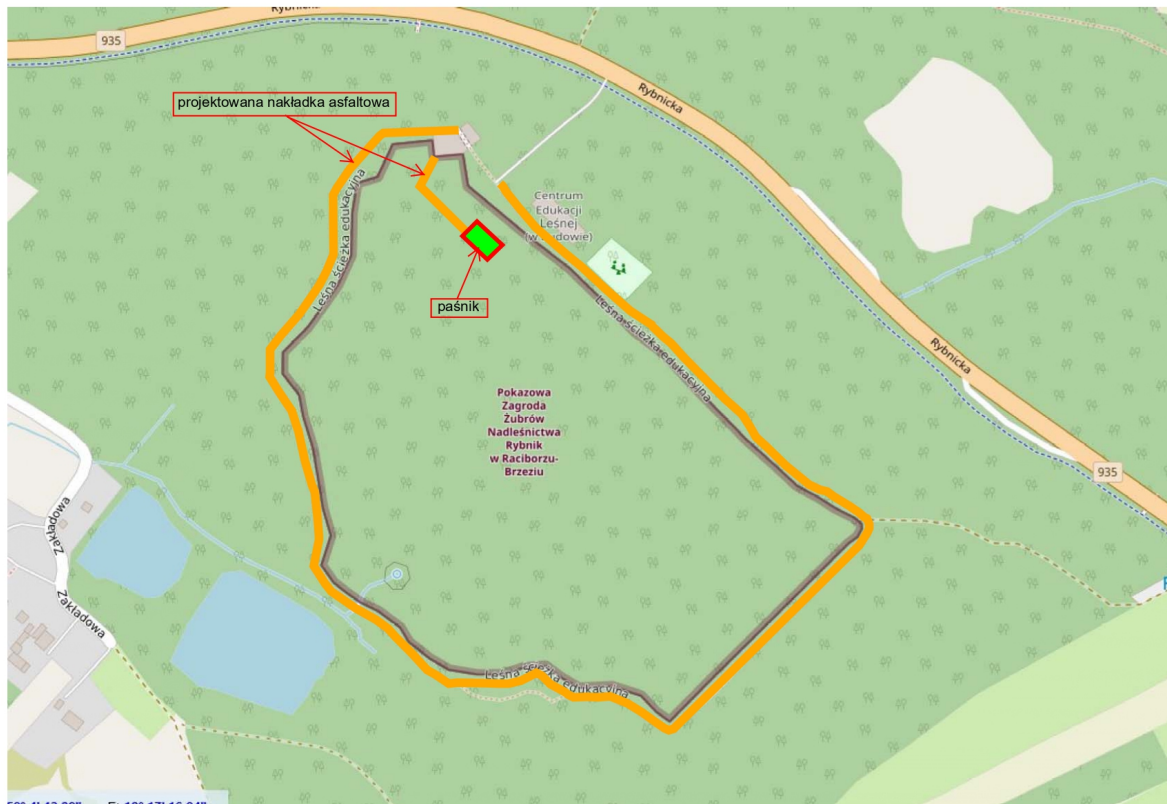 Rybnicka
935
projektowana nakładka asfaltowa
Rybnicka
Leśna ścieżka edukacyjna
Centrum
Edukacji
Leśnej
(w budowie)
paśnik
Leśna ścieżka edukacyjna
Rybnicka
Pokazowa
Zagroda
Żubrów
Nadleśnictwa
Rybnik
w Raciborzu-
Brzeziu
935
Zakładowa
Zakładowa
Leśna ścieżka edukacyjna